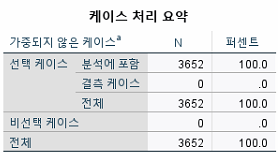 케이스 처리 요약
가중되지 않은 케이스a N 퍼센트
선택 케이스 분석에 포함 3652 100.0
결측 케이스 0 .0
전체 3652 100.0
비선택 케이스 0 .0
전체 3652 100.0